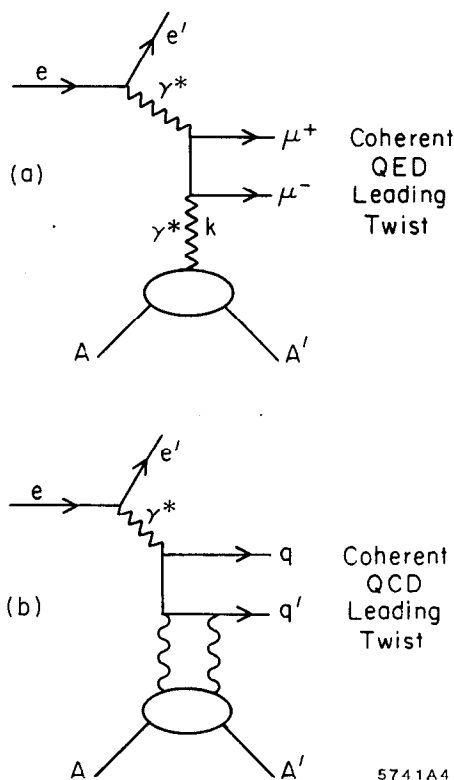 e′
e
γ*
μ+
Coherent
QED
Leading
Twist
(a)
μ-
γ* k
A
A′
e′
e
γ*
q
Coherent
QCD
Leading
Twist
(b)
q′
A
A′
5741A4